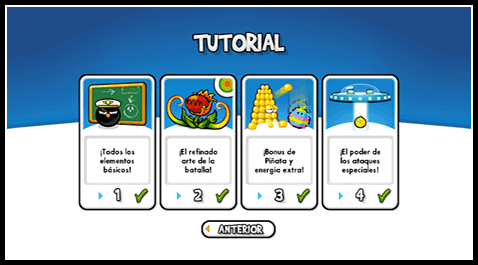 TUTORIAL
¡Todos los
elementos
básicos!
1
¡El refinado
arte de la
batalla!
2
¡Bonus de
Piñata y
energía extra!
3
¡El poder de
los ataques
especiales!
4
ANTERIOR